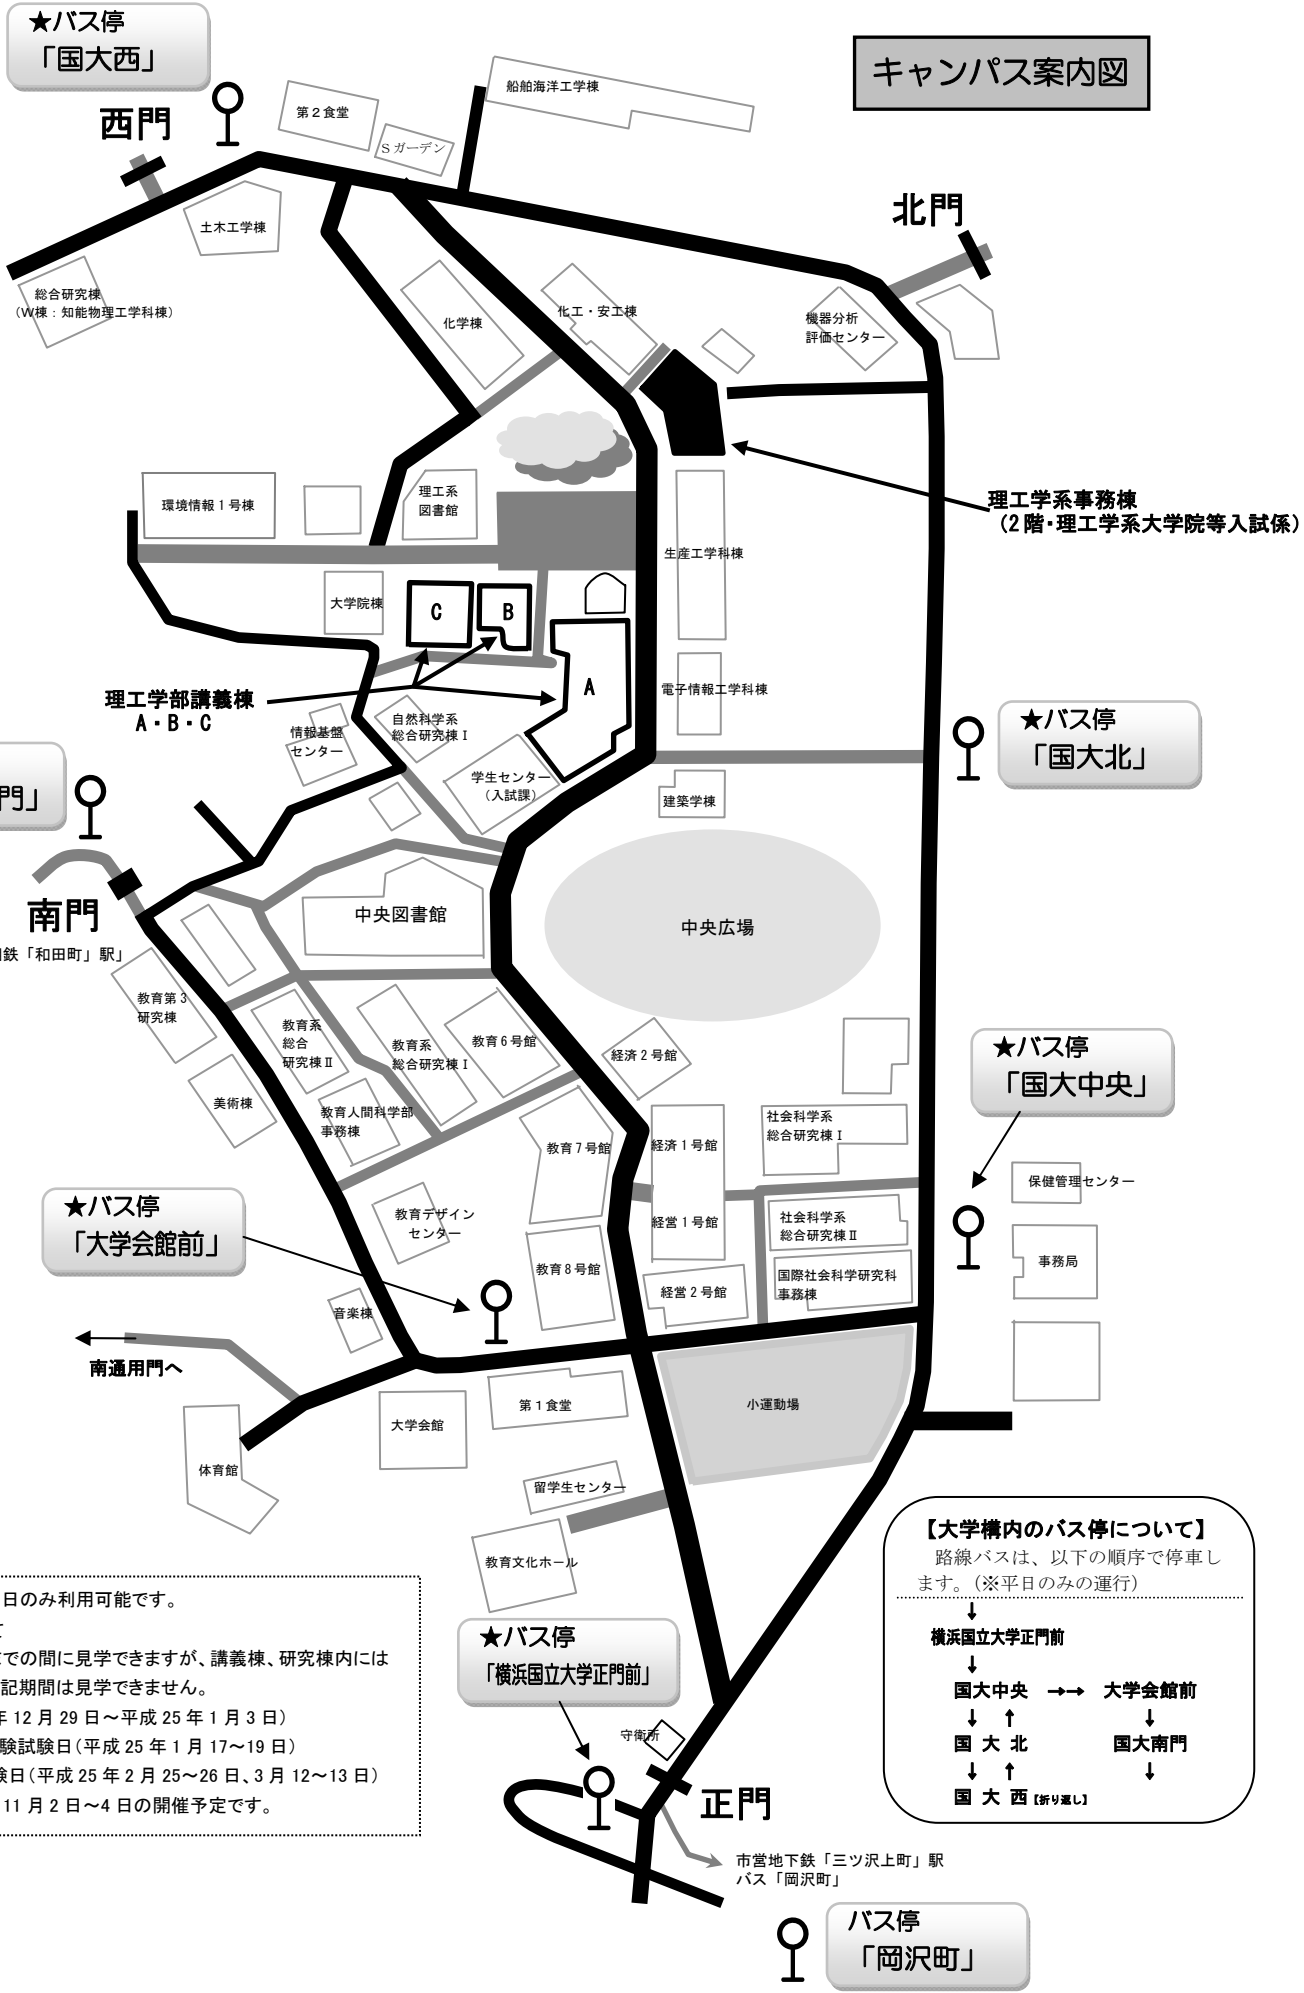 ★バス停
「国大西」
キャンパス案内図
西門
第２食堂
Ｓガーデン
船舶海洋工学棟
北門
土木工学棟
総合研究棟
（W棟：知能物理工学科棟）
化学棟
化工・安工棟
機器分析
評価センター
環境情報１号棟
理工系
図書館
理工学系事務棟
（2階・理工学系大学院等入試係）
生産工学科棟
大学院棟
C
B
A
理工学部講義棟
A・B・C
電子情報工学科棟
自然科学系
総合研究棟Ⅰ
情報基盤
センター
★バス停
「国大北」
学生センター
（入試課）
門」
建築学棟
南門
中央図書館
中央広場
鉄「和田町」駅」
教育第３
研究棟
教育系
総合
研究棟Ⅱ
教育系
総合研究棟Ⅰ
教育６号館
経済２号館
★バス停
「国大中央」
美術棟
教育人間科学部
事務棟
教育７号館
経済１号館
社会科学系
総合研究棟Ⅰ
保健管理センター
★バス停
「大学会館前」
教育デザイン
センター
経営１号館
社会科学系
総合研究棟Ⅱ
事務局
教育８号館
経営２号館
国際社会科学研究科
事務棟
音楽棟
南通用門へ
大学会館
第１食堂
小運動場
体育館
留学生センター
教育文化ホール
【大学構内のバス停について】
路線バスは、以下の順序で停車し
ます。（※平日のみの運行）
↓
横浜国立大学正門前
↓
国大中央 →→ 大学会館前
↓ ↑ ↓
国 大 北 国大南門
↓ ↑ ↓
国 大 西【折り返し】
日のみ利用可能です。
での間に見学できますが、講義棟、研究棟内には
記期間は見学できません。
年 12 月 29 日～平成 25 年 1 月 3 日）
験試験日（平成 25 年 1 月 17～19 日）
験日（平成 25 年 2 月 25～26 日、3 月 12～13 日）
11 月 2 日～4 日の開催予定です。
★バス停
「横浜国立大学正門前」
守衛所
正門
市営地下鉄「三ツ沢上町」駅
バス「岡沢町」
バス停
「岡沢町」